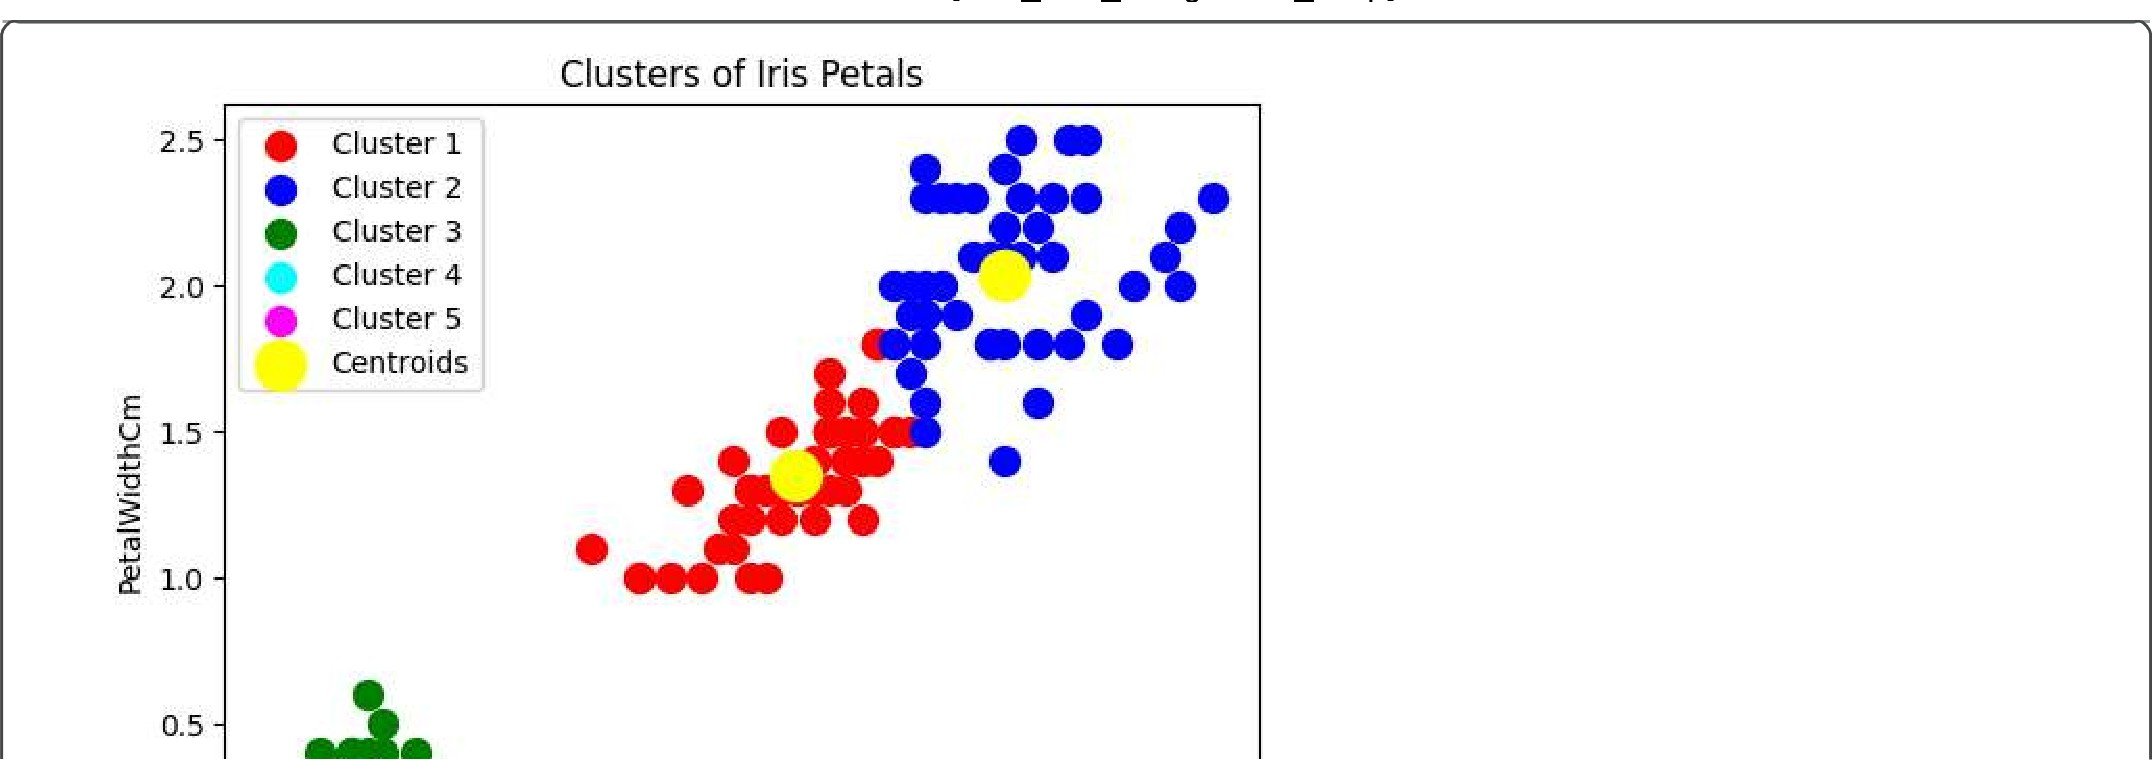 Clusters of Iris Petals
2.5
Cluster 1
Cluster 2
Cluster 3
2.0
Cluster 4
Cluster 5
Centroids
PetalWidthCm
1.5
1.0
0.5